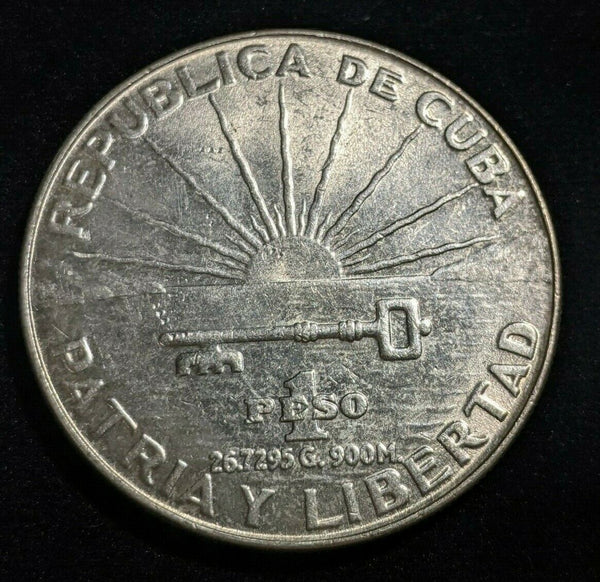 REPUBLICA DE CUBA
1
PESO
26.7295 G. 900M.
PATRIA Y LIBERTAD